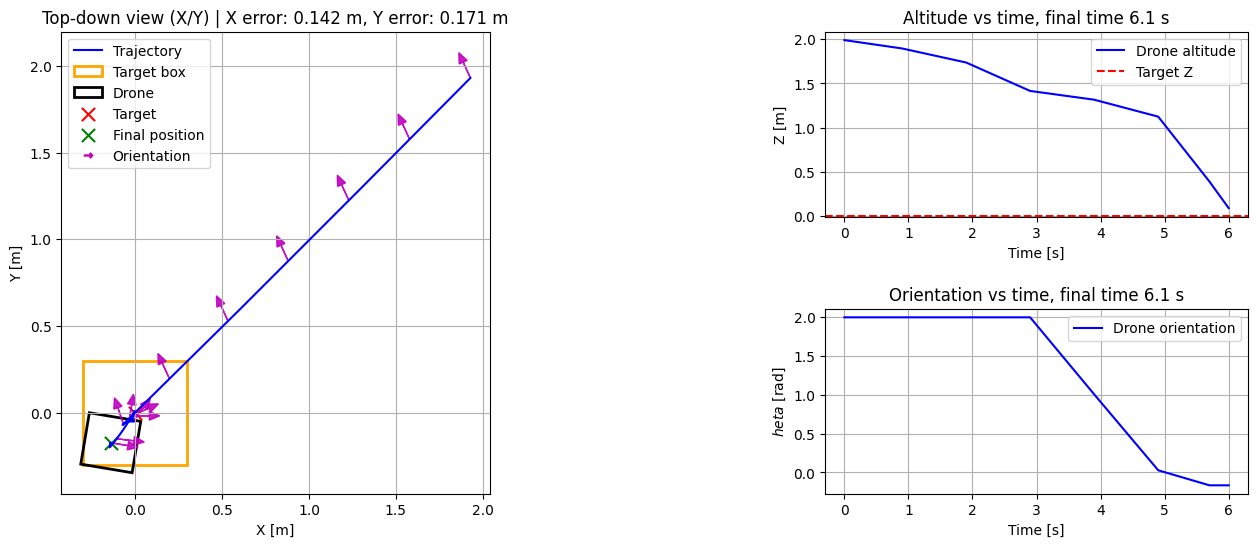 Top-down view (X/Y) | X error: 0.142 m, Y error: 0.171 m
Trajectory
Target box
Drone
Target
Final position
Orientation
2.0
1.5
1.0
0.5
0.0
Y [m]
0.0
0.5
1.0
1.5
2.0
X [m]
Altitude vs time, final time 6.1 s
Drone altitude
Target Z
2.0
1.5
1.0
0.5
0.0
Z [m]
0
1
2
3
4
5
6
Time [s]
Orientation vs time, final time 6.1 s
Drone orientation
2.0
1.5
1.0
0.5
0.0
heta [rad]
0
1
2
3
4
5
6
Time [s]